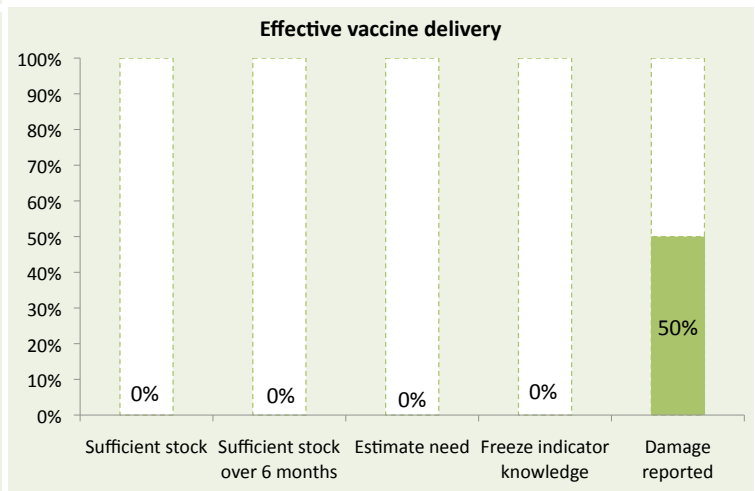 Effective vaccine delivery
100%
90%
80%
70%
60%
50%
40%
30%
20%
10%
0%
0%
0%
0%
0%
50%
Sufficient stock
Sufficient stock
over 6 months
Estimate need
Freeze indicator
knowledge
Damage
reported